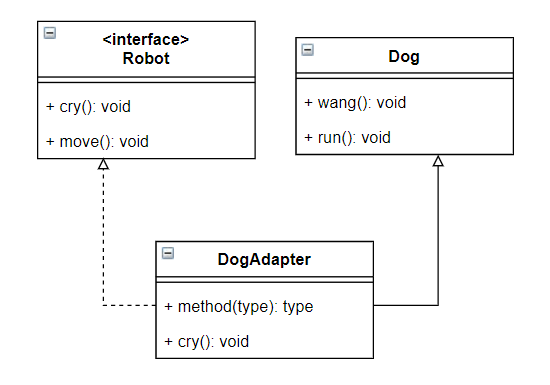 <interface>
Robot
+ cry(): void
+ move(): void
Dog
+ wang(): void
+ run(): void
DogAdapter
+ method(type): type
+ cry(): void